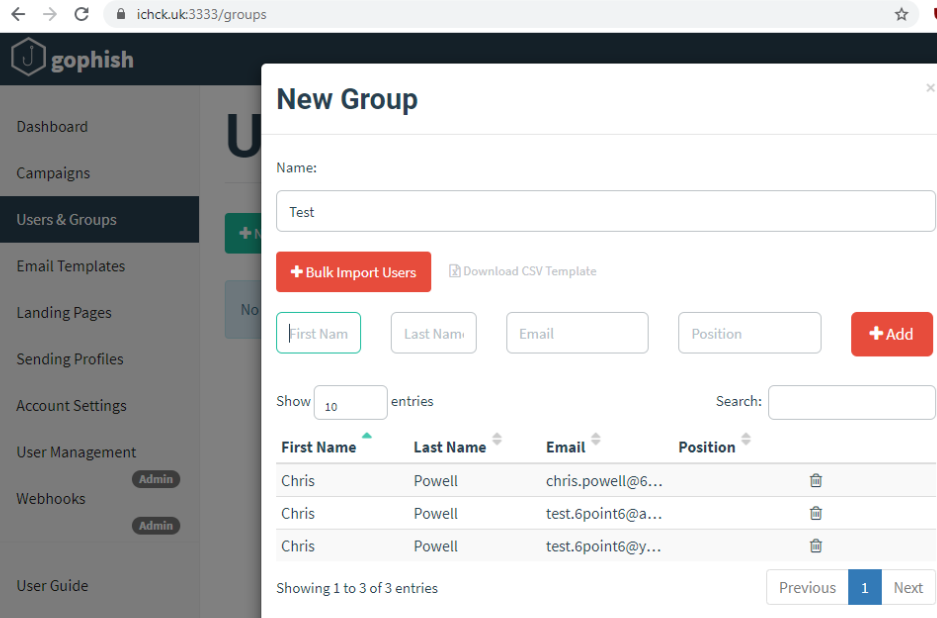 ichck.uk:3333/groups
gophish
New Group
×
Dashboard
U
Name:
Campaigns
Test
Users & Groups
+ N
+ Bulk Import Users Download CSV Template
Email Templates
No
Landing Pages
First Nam Last Name Email Position + Add
Sending Profiles
Account Settings
Show 10 entries Search:
User Management
Admin
First Name Last Name Email Position
Webhooks
Admin
Chris Powell chris.powell@6...
Chris Powell test.6point6@a...
Chris Powell test.6point6@y...
User Guide
Showing 1 to 3 of 3 entries Previous 1 Next